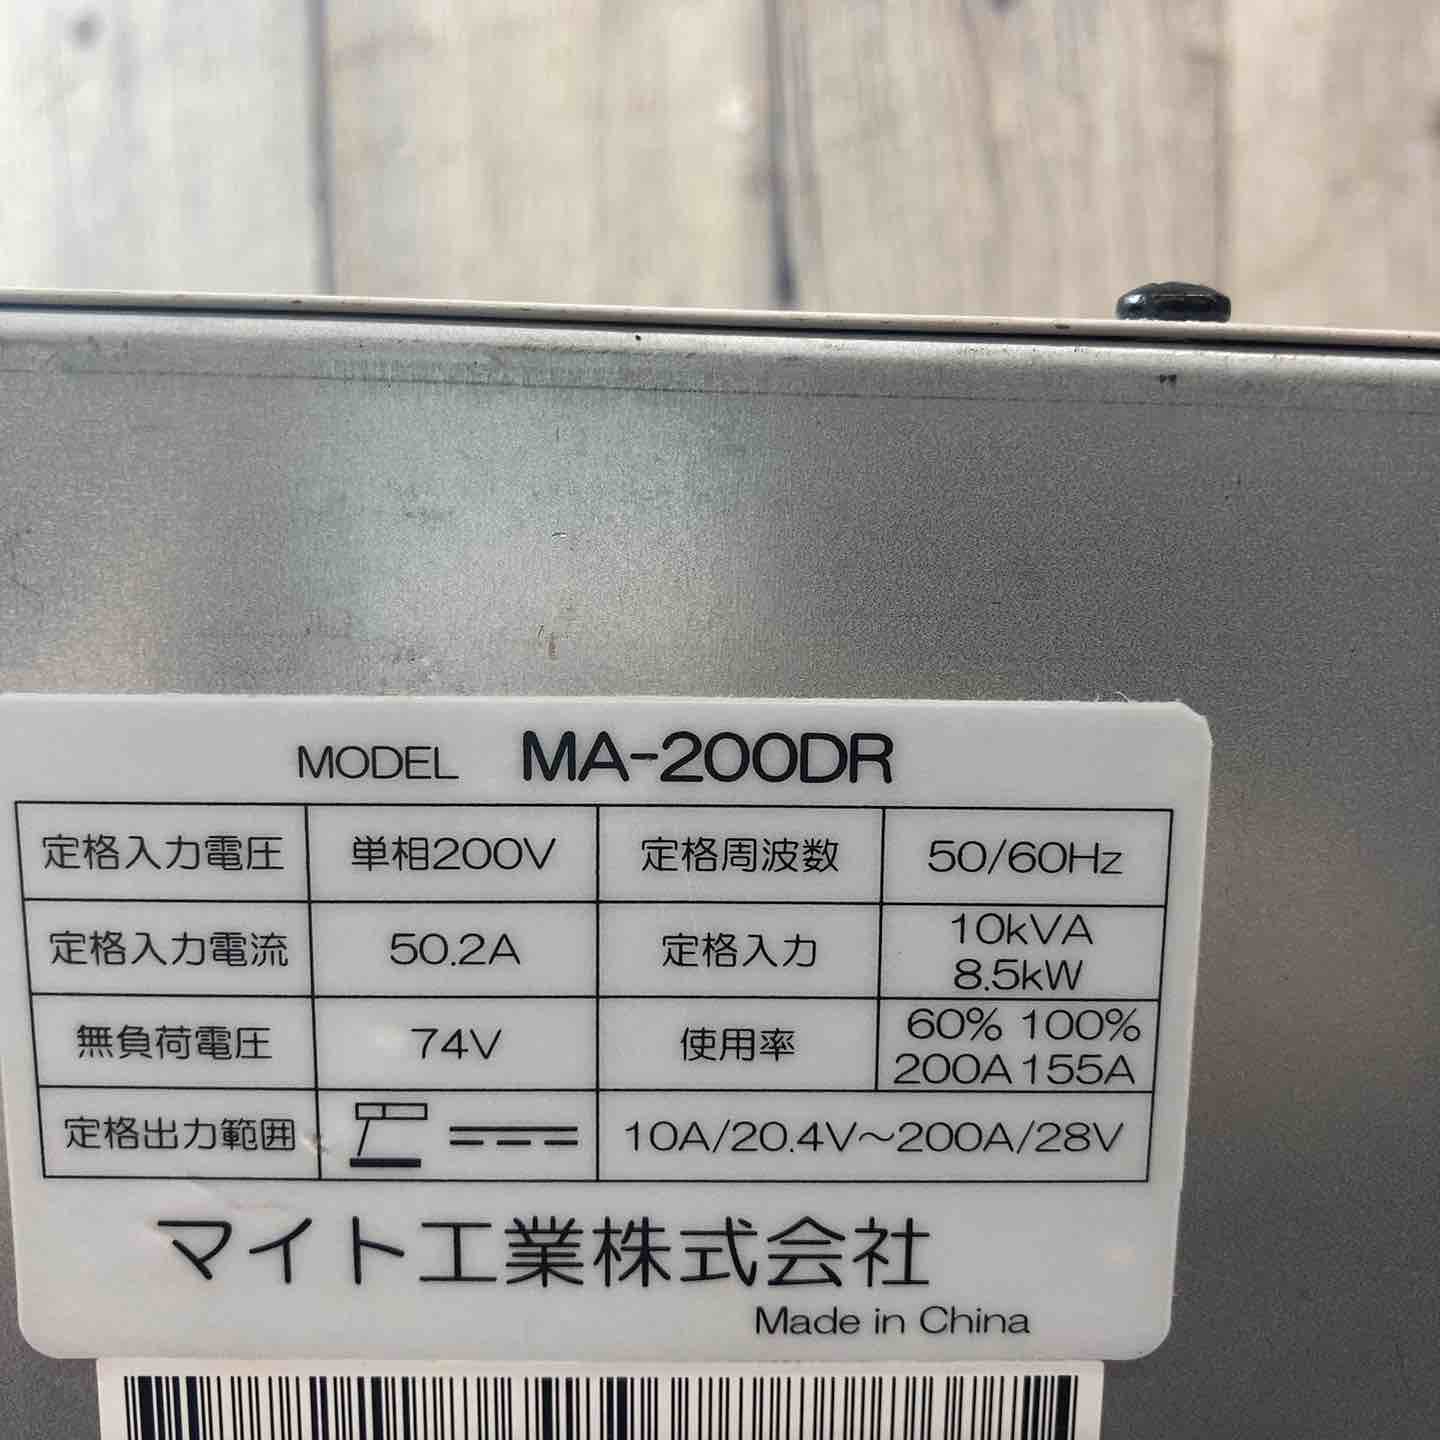 MODEL MA-200DR
定格入力電圧 単相200V 定格周波数 50/60Hz
定格入力電流 50.2A 定格入力 10kVA
8.5kW
無負荷電圧 74V 使用率 60% 100%
200A 155A
定格出力範囲 10A/20.4V～200A/28V
マイト工業株式会社
Made in China